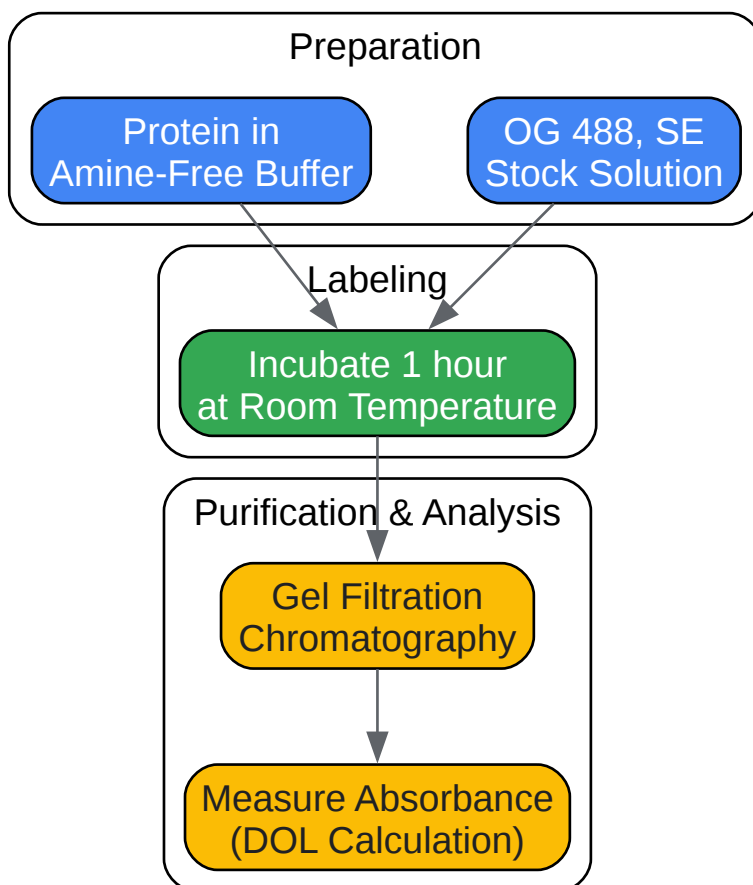 Preparation
Protein in
Amine-Free Buffer
OG 488, SE
Stock Solution
Labeling
Incubate 1 hour
at Room Temperature
Purification & Analysis
Gel Filtration
Chromatography
Measure Absorbance
(DOL Calculation)